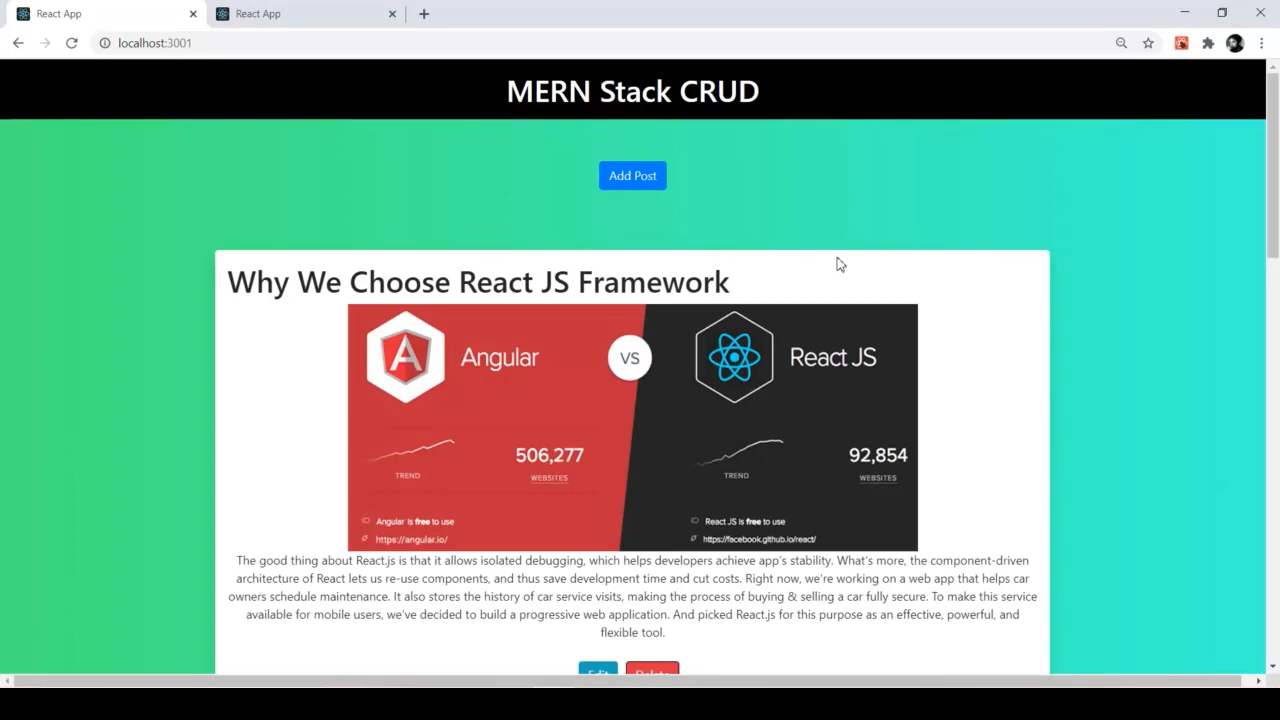 React App
React App
localhost:3001
MERN Stack CRUD
Add Post
Why We Choose React JS Framework
Angular
VS
React JS
506,277
92,854
TREND
WEBSITES
TREND
WEBSITES
Angular is free to use
React JS is free to use
https://angular.io/
https://facebook.github.io/react/
The good thing about React.js is that it allows isolated debugging, which helps developers achieve app's stability. What's more, the component-driven
architecture of React lets us re-use components, and thus save development time and cut costs. Right now, we're working on a web app that helps car
owners schedule maintenance. It also stores the history of car service visits, making the process of buying & selling a car fully secure. To make this service
available for mobile users, we've decided to build a progressive web application. And picked React.js for this purpose as an effective, powerful, and
flexible tool.
Edit
Delete